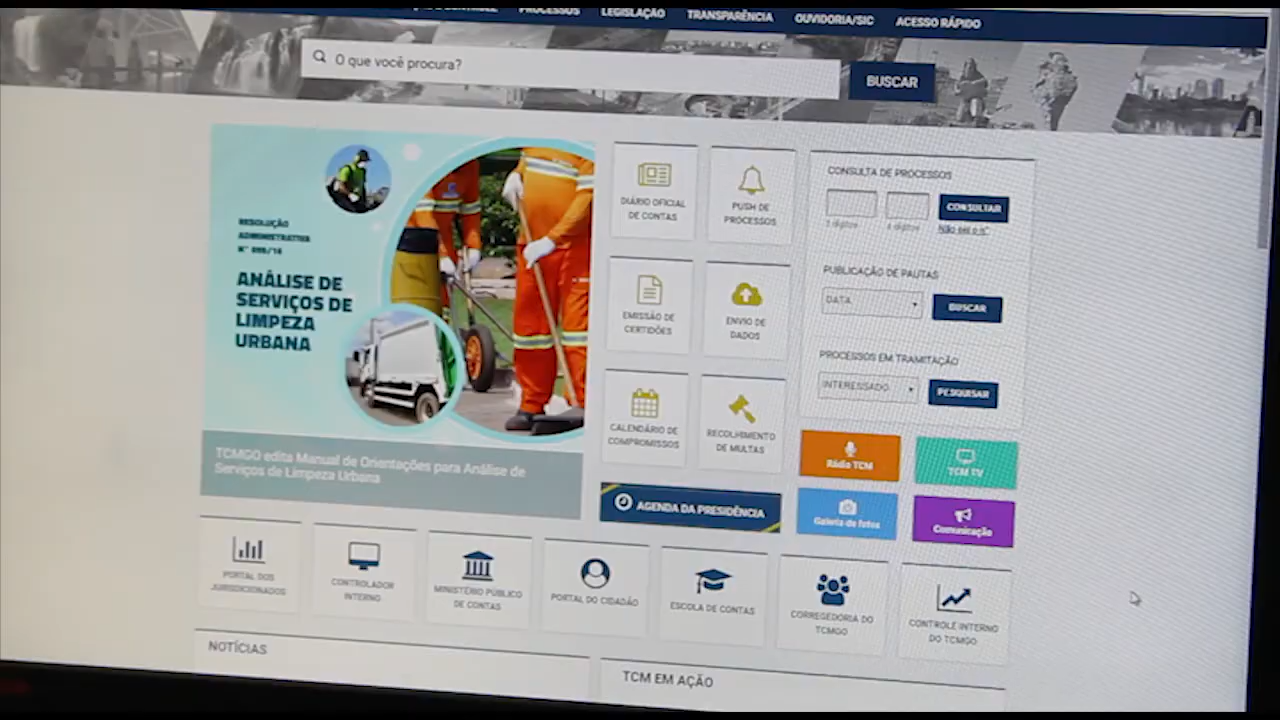 PROCESSOS
LEGISLAÇÃO
TRANSPARÊNCIA
OUVIDORIA/SIC
ACESSO RÁPIDO
O que você procura?
BUSCAR
RESOLUÇÃO
ADMINISTRATIVA
ANÁLISE DE
SERVIÇOS DE
LIMPEZA
URBANA
TCMGO edita Manual de Orientações para Análise de
Serviços de Limpeza Urbana
DIÁRIO OFICIAL
DE CONTAS
PUSH DE
PROCESSOS
EMISSÃO DE
CERTIDÕES
ENVIO DE
DADOS
CALENDÁRIO DE
COMPROMISSOS
RECOLHIMENTO
DE MULTAS
AGENDA DA PRESIDÊNCIA
CONSULTA DE PROCESSOS
CONSULTAR
Não sei o nº
PUBLICAÇÃO DE PAUTAS
DATA
BUSCAR
PROCESSOS EM TRAMITAÇÃO
INTERESSADO
PESQUISAR
Rádio TCM
TCM TV
Galeria de fotos
Comunicação
PORTAL DOS
JURISDICIONADOS
CONTROLADOR
INTERNO
MINISTÉRIO PÚBLICO
DE CONTAS
PORTAL DO CIDADÃO
ESCOLA DE CONTAS
CORREGEDORIA DO
TCMGO
CONTROLE INTERNO
DO TCMGO
NOTÍCIAS
TCM EM AÇÃO